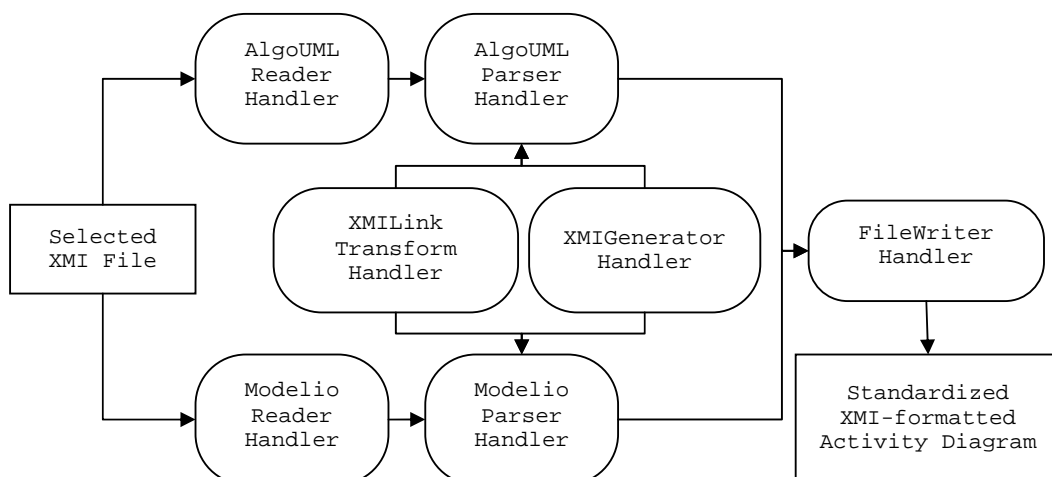 AlgoUML
Reader
Handler
AlgoUML
Parser
Handler
Selected
XMI File
XMILink
Transform
Handler
XMIGenerator
Handler
FileWriter
Handler
Modelio
Reader
Handler
Modelio
Parser
Handler
Standardized
XMI-formatted
Activity Diagram